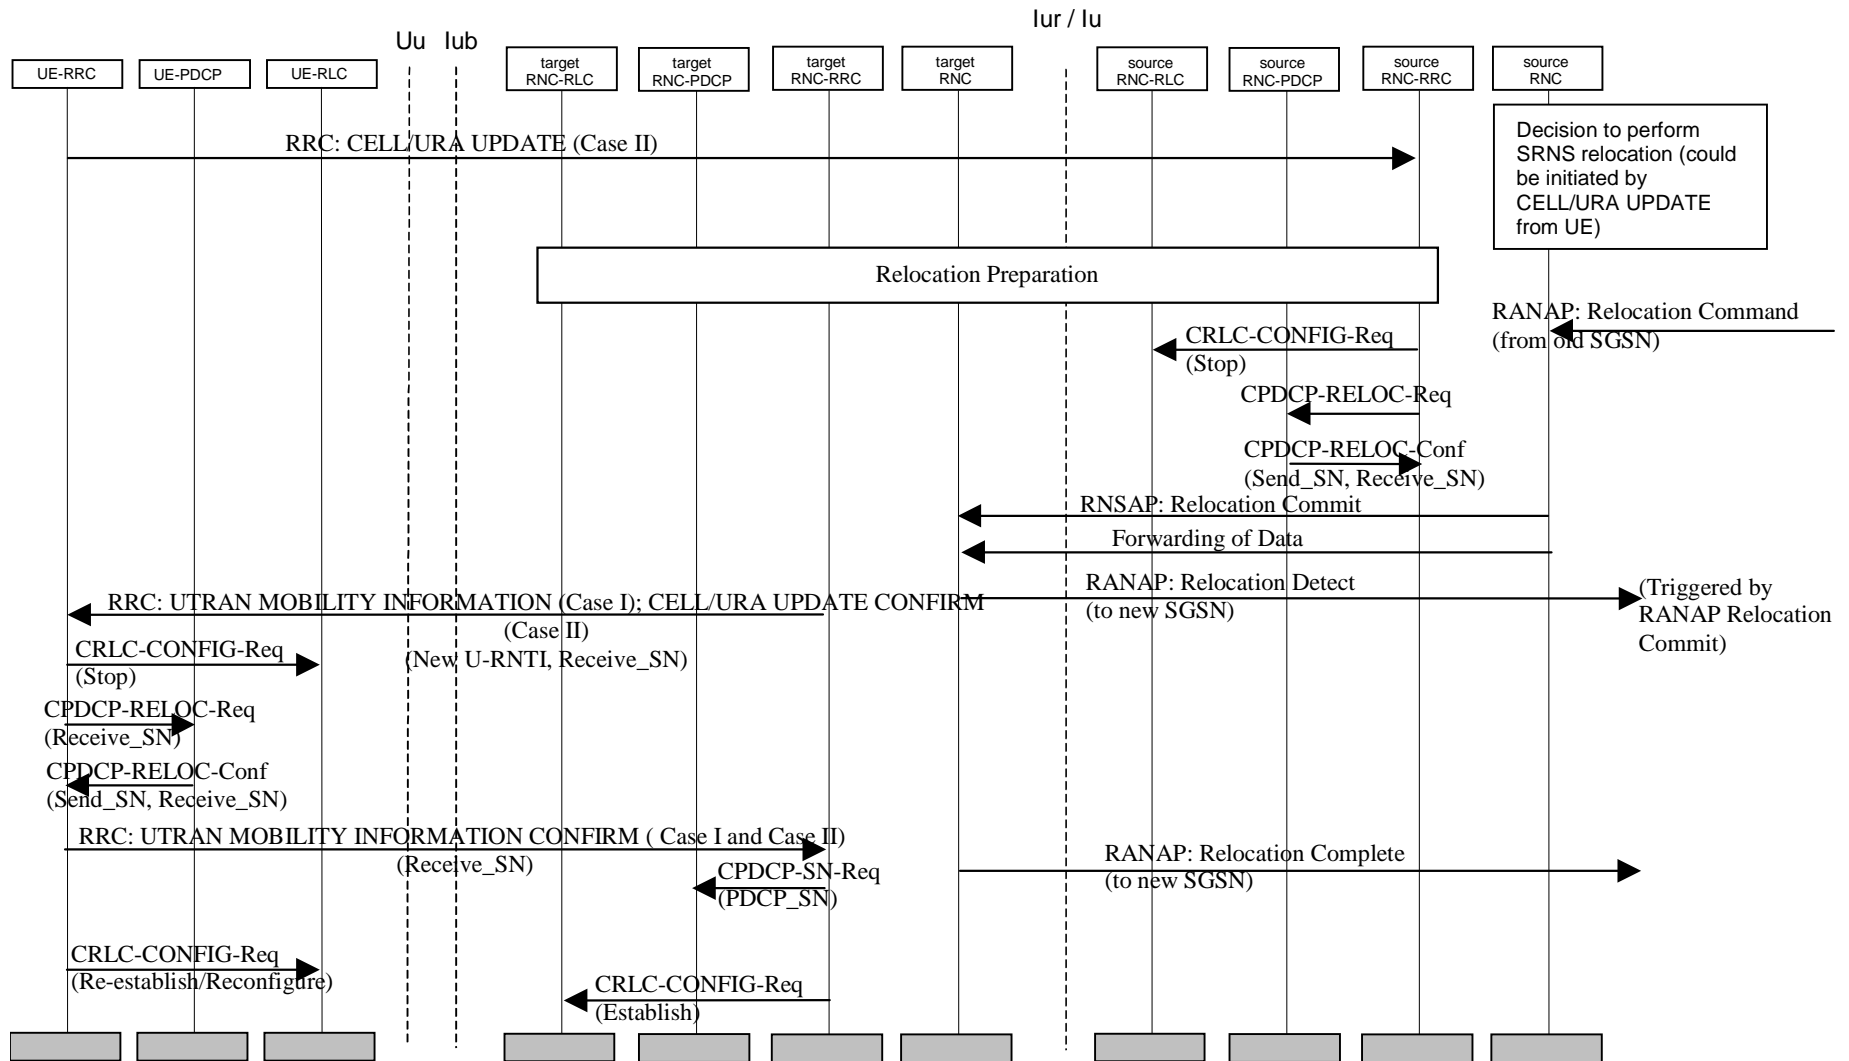 Iur / Iu
Uu
Iub
UE-RRC
UE-PDCP
UE-RLC
target
RNC-RLC
target
RNC-PDCP
target
RNC-RRC
target
RNC
source
RNC-RLC
source
RNC-PDCP
source
RNC-RRC
source
RNC
RRC: CELL/URA UPDATE (Case II)
Decision to perform
SRNS relocation (could
be initiated by
CELL/URA UPDATE
from UE)
Relocation Preparation
RANAP: Relocation Command
(from old SGSN)
CRLC-CONFIG-Req
(Stop)
CPDCP-RELOC-Req
CPDCP-RELOC-Conf
(Send_SN, Receive_SN)
RNSAP: Relocation Commit
Forwarding of Data
RANAP: Relocation Detect
(to new SGSN)
(Triggered by
RANAP Relocation
Commit)
RRC: UTRAN MOBILITY INFORMATION (Case I); CELL/URA UPDATE CONFIRM
(Case II)
(New U-RNTI, Receive_SN)
CRLC-CONFIG-Req
(Stop)
CPDCP-RELOC-Req
(Receive_SN)
CPDCP-RELOC-Conf
(Send_SN, Receive_SN)
RRC: UTRAN MOBILITY INFORMATION CONFIRM ( Case I and Case II)
(Receive_SN)
RANAP: Relocation Complete
(to new SGSN)
CPDCP-SN-Req
(PDCP_SN)
CRLC-CONFIG-Req
(Re-establish/Reconfigure)
CRLC-CONFIG-Req
(Establish)